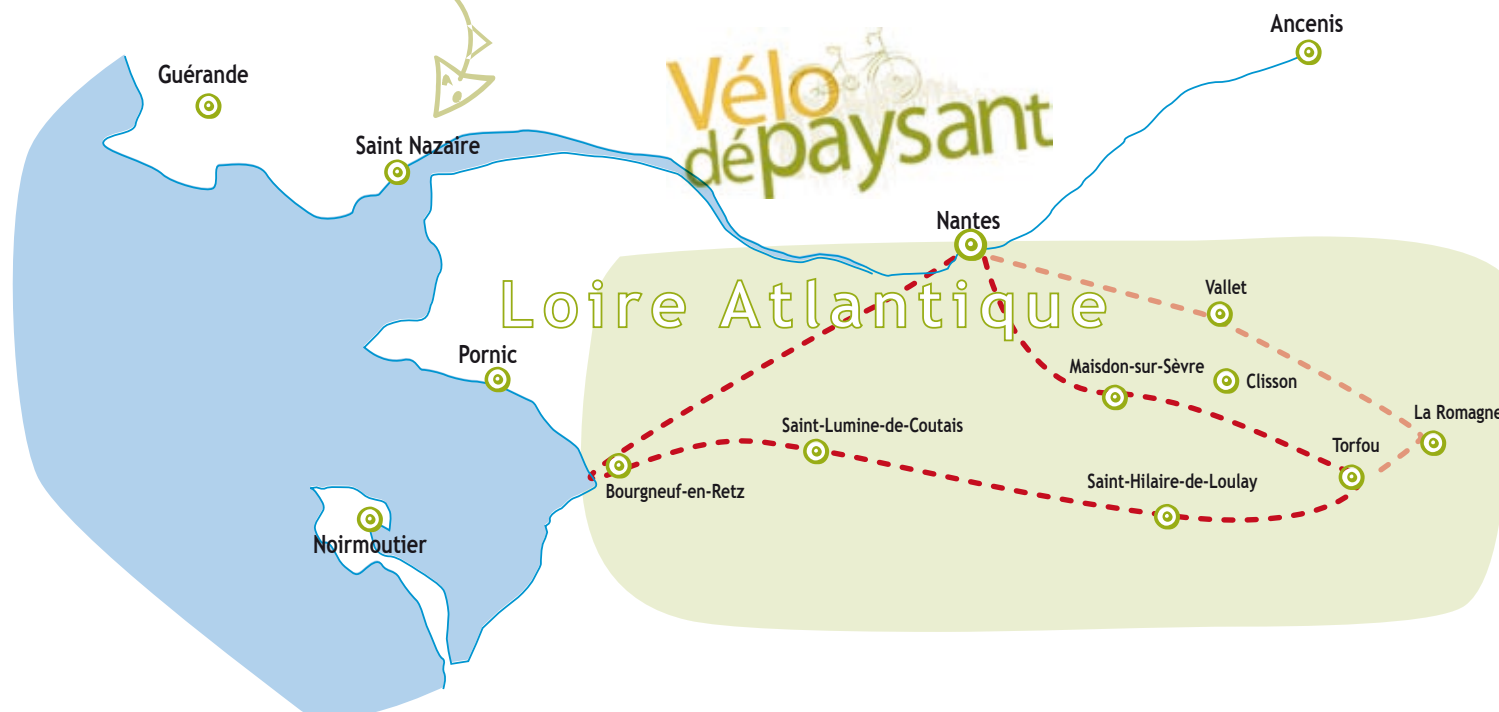 Ancenis
Guérande
Vélo
dépaysant
Saint Nazaire
Nantes
Loire Atlantique
Vallet
Pornic
Maisdon-sur-Sèvre
Clisson
La Romagne
Saint-Lumine-de-Coutais
Torfou
Bourgneuf-en-Retz
Saint-Hilaire-de-Loulay
Noirmoutier